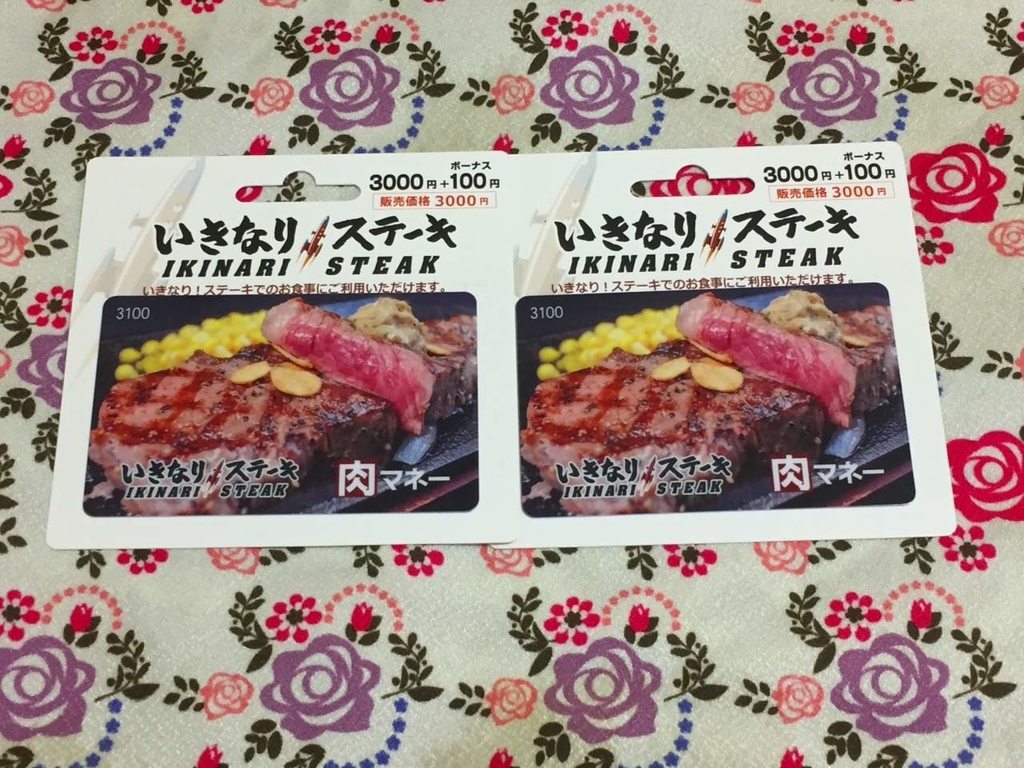 ボーナス
3000円+100円
販売価格 3000円
いきなりステーキ
IKINARI STEAK
いきなり!ステーキでのお食事にご利用いただけます。
3100
いきなりステーキ
IKINARI STEAK
肉マネー
ボーナス
3000円+100円
販売価格 3000円
いきなりステーキ
IKINARI STEAK
いきなり!ステーキでのお食事にご利用いただけます。
3100
いきなりステーキ
IKINARI STEAK
肉マネー